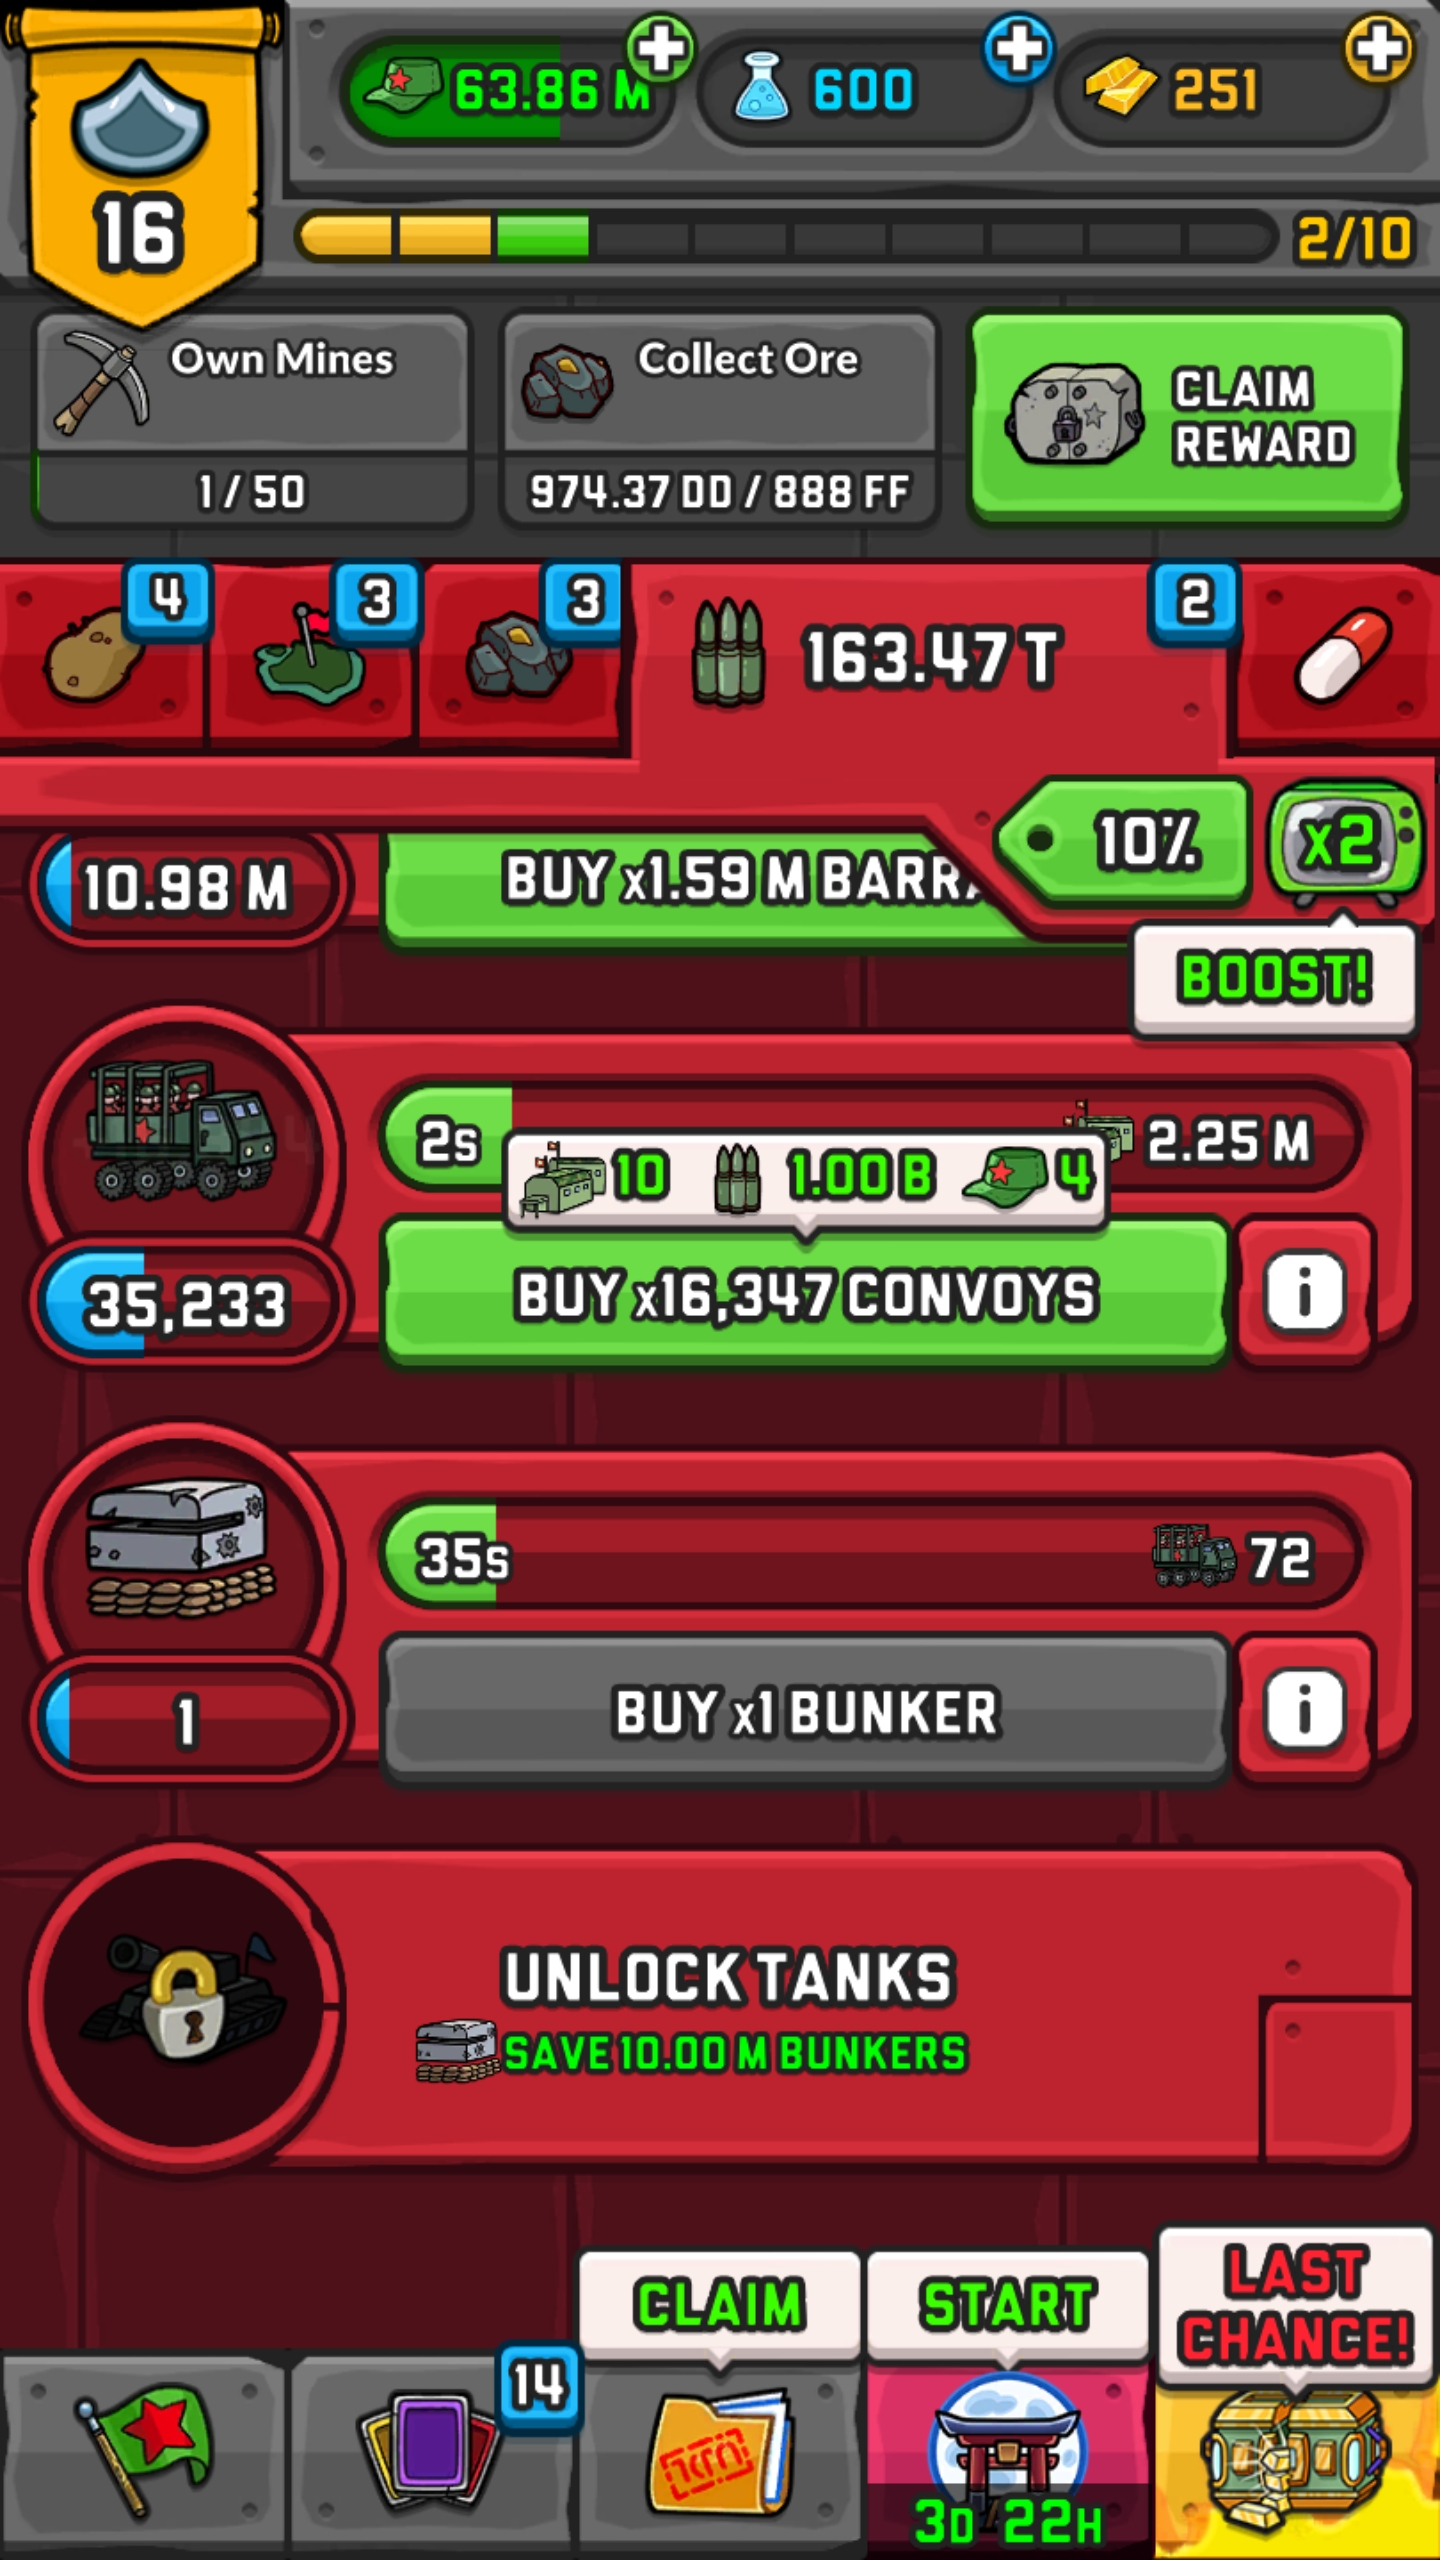 63.86 M
600
251
16
2/10
Own Mines
1 / 50
Collect Ore
974.37 DD / 888 FF
CLAIM
REWARD
4
3
3
163.47 T
2
10%
x2
BOOST!
10.98 M
BUY x1.59 M BARRA
2s
2.25 M
10
1.00 B
4
35,233
BUY x16,347 CONVOYS
i
35s
72
1
BUY x1 BUNKER
i
UNLOCK TANKS
SAVE 10.00 M BUNKERS
CLAIM
START
LAST
CHANCE!
14
3D 22H